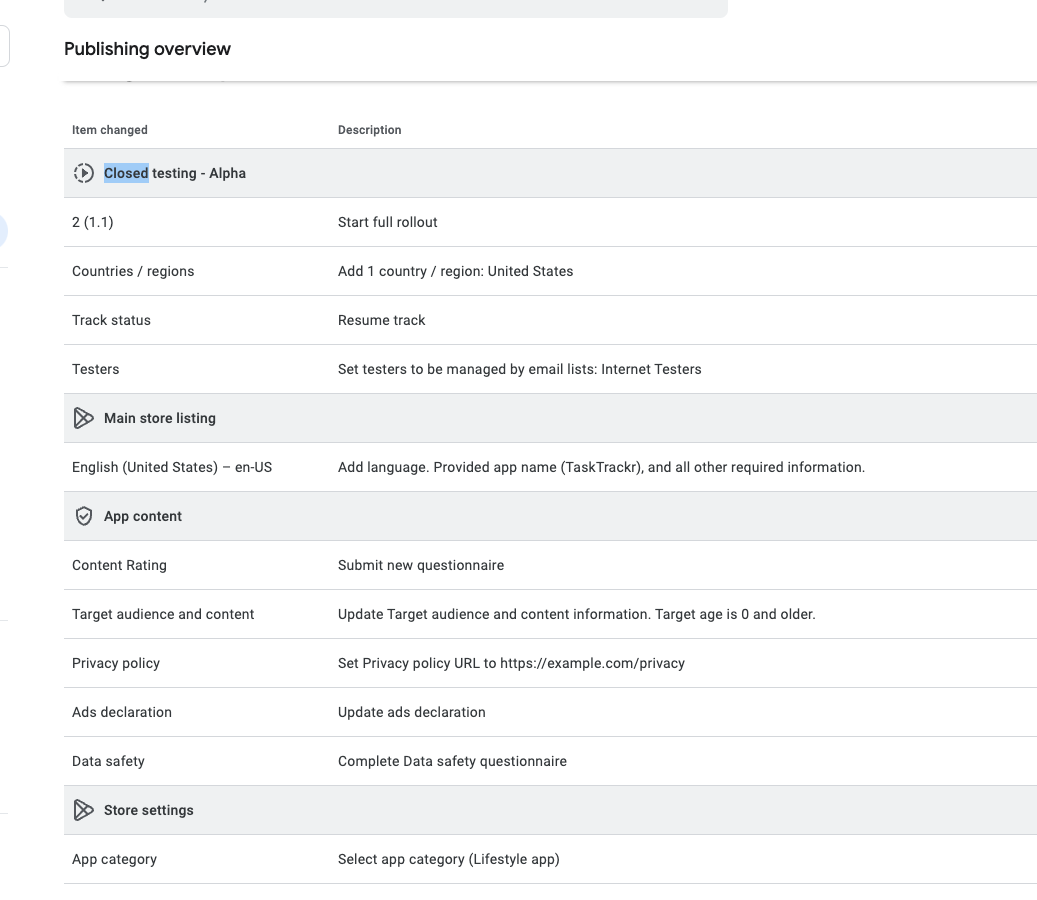 Publishing overview
Item changed Description
Closed testing - Alpha
2 (1.1) Start full rollout
Countries / regions Add 1 country / region: United States
Track status Resume track
Testers Set testers to be managed by email lists: Internet Testers
Main store listing
English (United States) – en-US Add language. Provided app name (TaskTrackr), and all other required information.
App content
Content Rating Submit new questionnaire
Target audience and content Update Target audience and content information. Target age is 0 and older.
Privacy policy Set Privacy policy URL to https://example.com/privacy
Ads declaration Update ads declaration
Data safety Complete Data safety questionnaire
Store settings
App category Select app category (Lifestyle app)